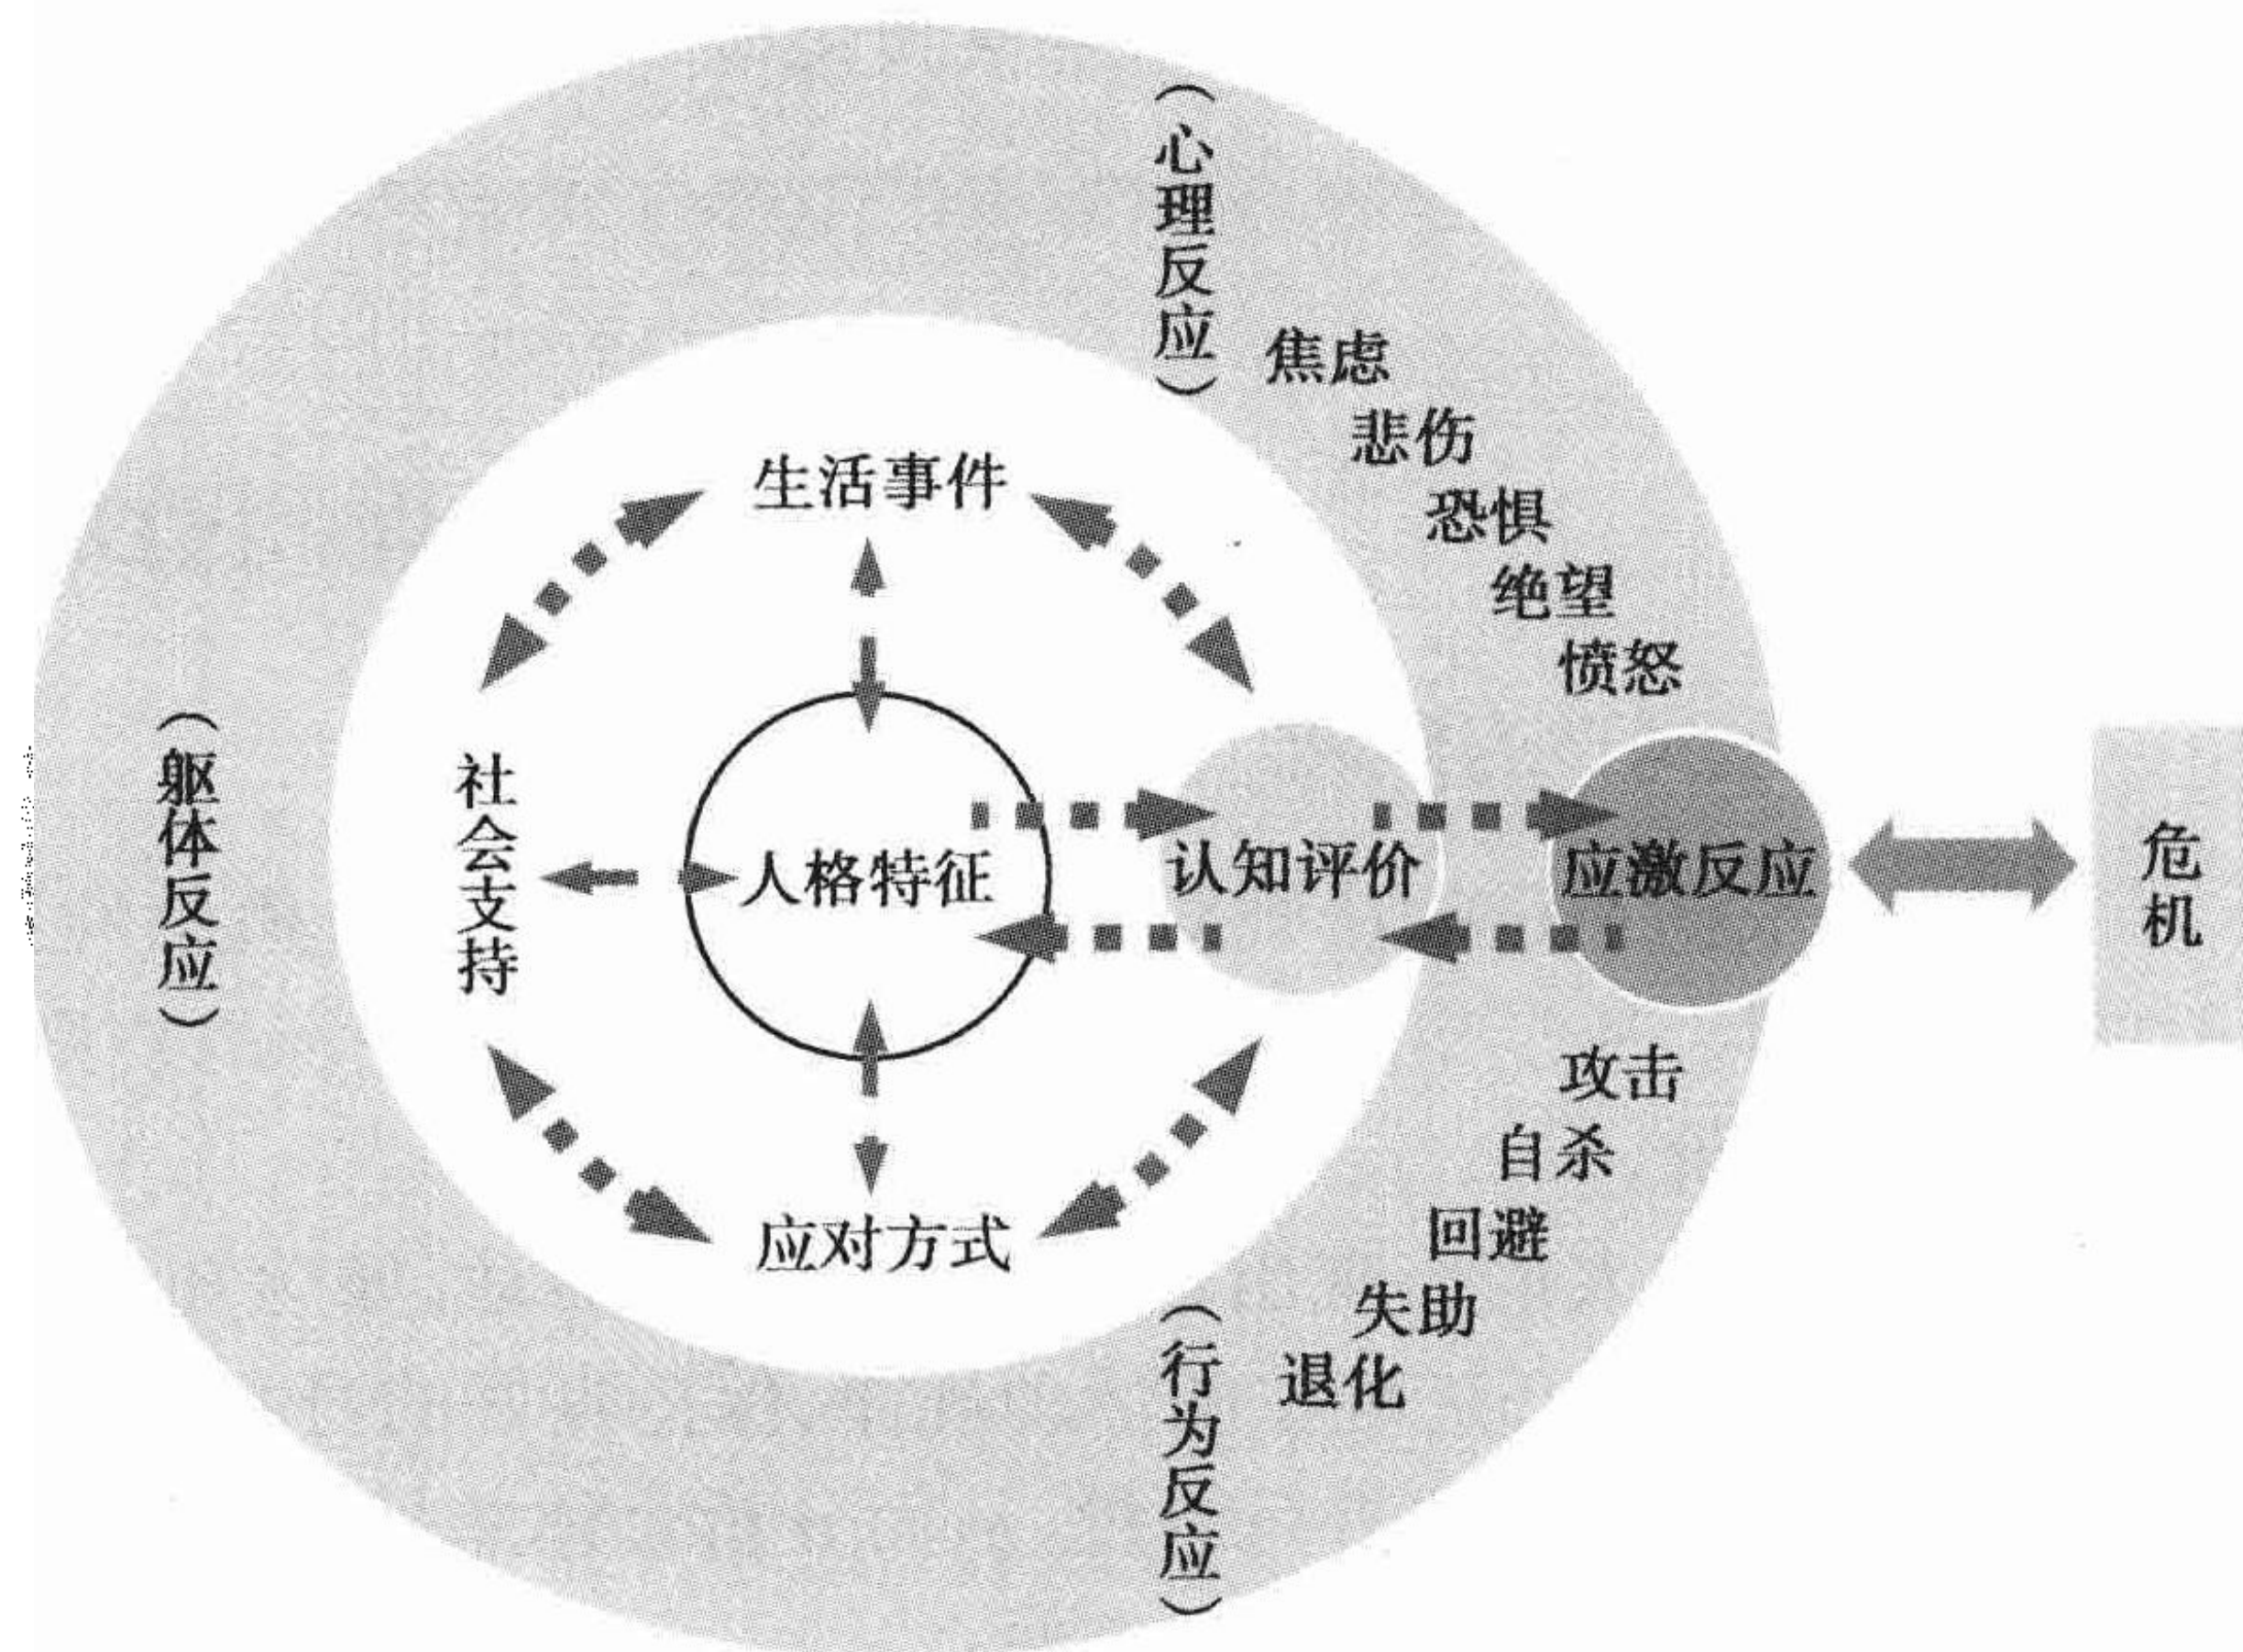 （心理反应）
焦虑
悲伤
恐惧
绝望
愤怒
生活事件
（躯体反应）
社会支持
人格特征
认知评价
应激反应
危机
攻击
自杀
回避
失助
退化
应对方式
（行为反应）